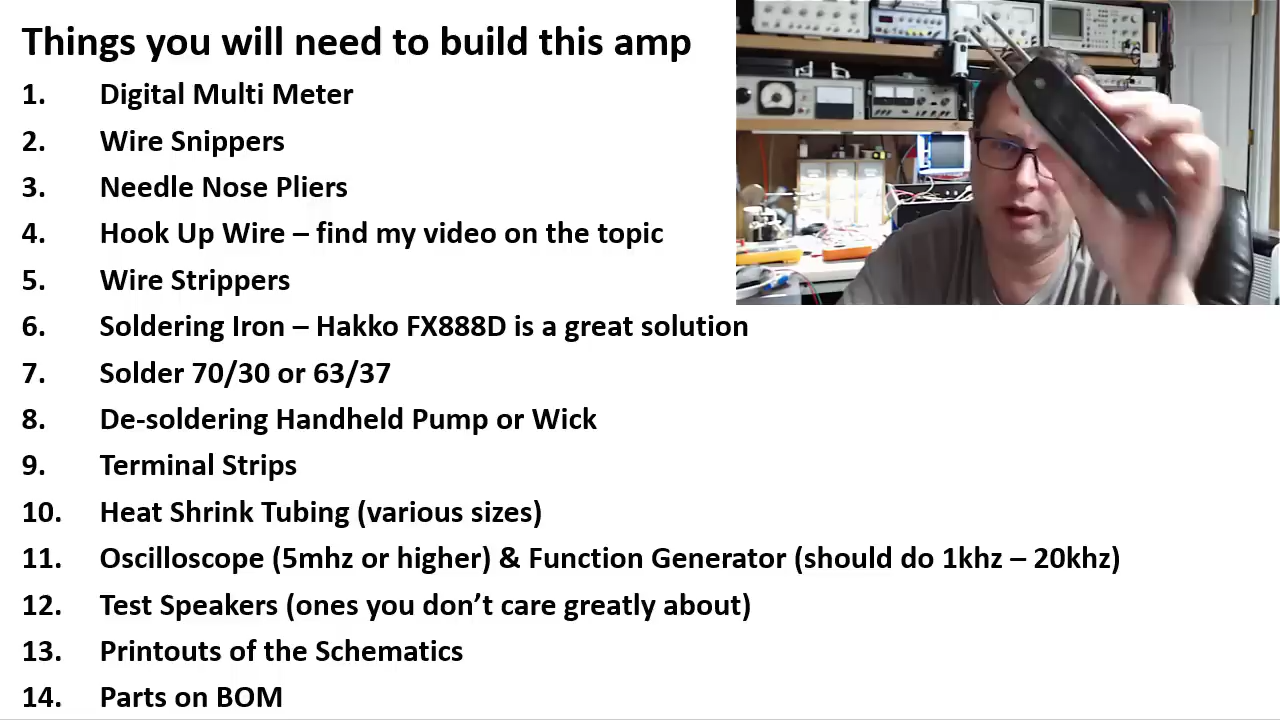 Things you will need to build this amp
1. Digital Multi Meter
2. Wire Snippers
3. Needle Nose Pliers
4. Hook Up Wire – find my video on the topic
5. Wire Strippers
6. Soldering Iron – Hakko FX888D is a great solution
7. Solder 70/30 or 63/37
8. De-soldering Handheld Pump or Wick
9. Terminal Strips
10. Heat Shrink Tubing (various sizes)
11. Oscilloscope (5mhz or higher) & Function Generator (should do 1khz – 20khz)
12. Test Speakers (ones you don’t care greatly about)
13. Printouts of the Schematics
14. Parts on BOM